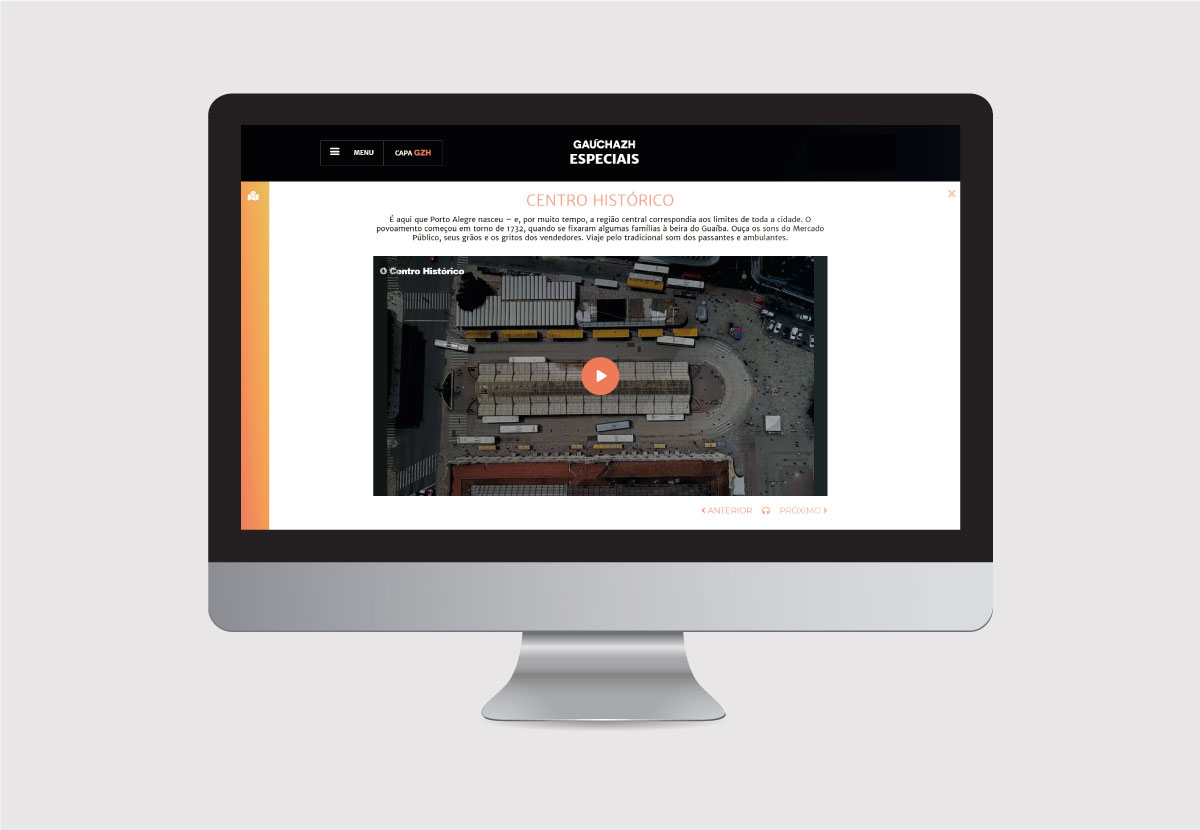 MENU
CAPA GZH
GAÚCHAZH
ESPECIAIS
CENTRO HISTÓRICO
É aqui que Porto Alegre nasceu — e, por muito tempo, a região central correspondia aos limites de toda a cidade. O
povoamento começou em torno de 1732, quando se fixaram algumas famílias à beira do Guaíba. Ouça os sons do Mercado
Público, seus grãos e os gritos dos vendedores. Viaje pelo tradicional som dos passantes e ambulantes.
O Centro Histórico
ANTERIOR
PRÓXIMO